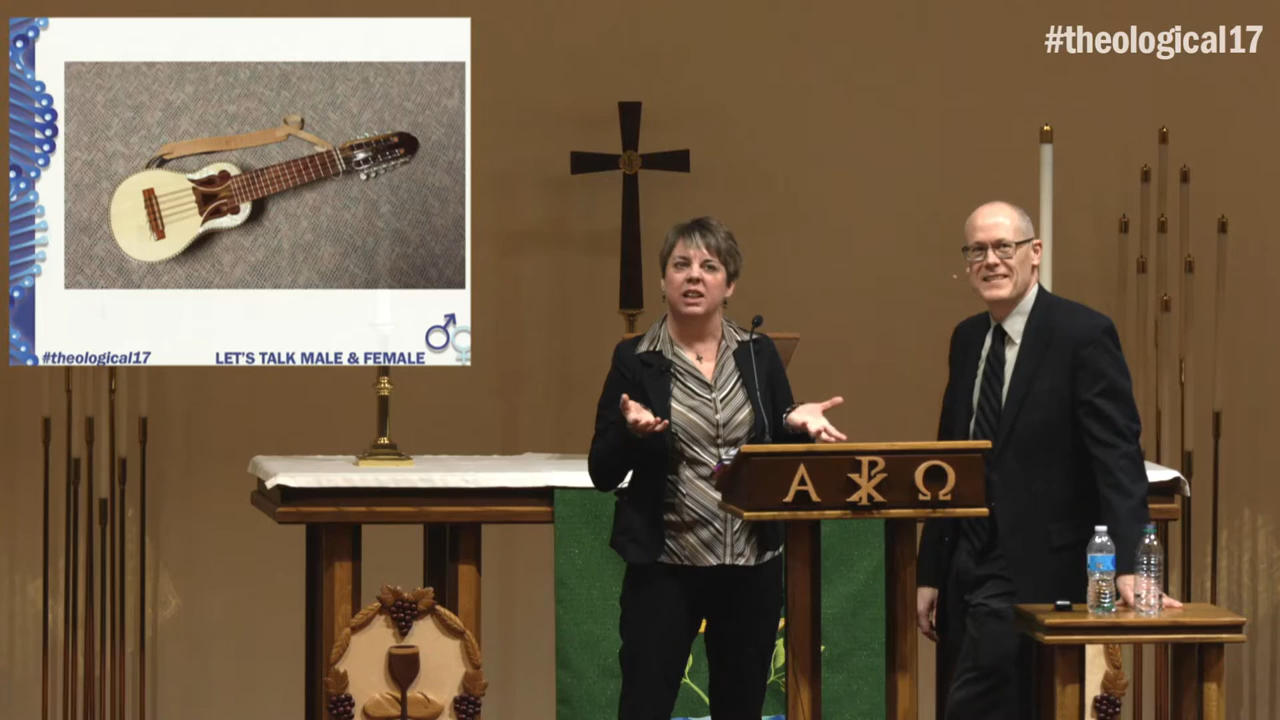 #theological17
#theological17
LET'S TALK MALE & FEMALE
Α ☧ Ω